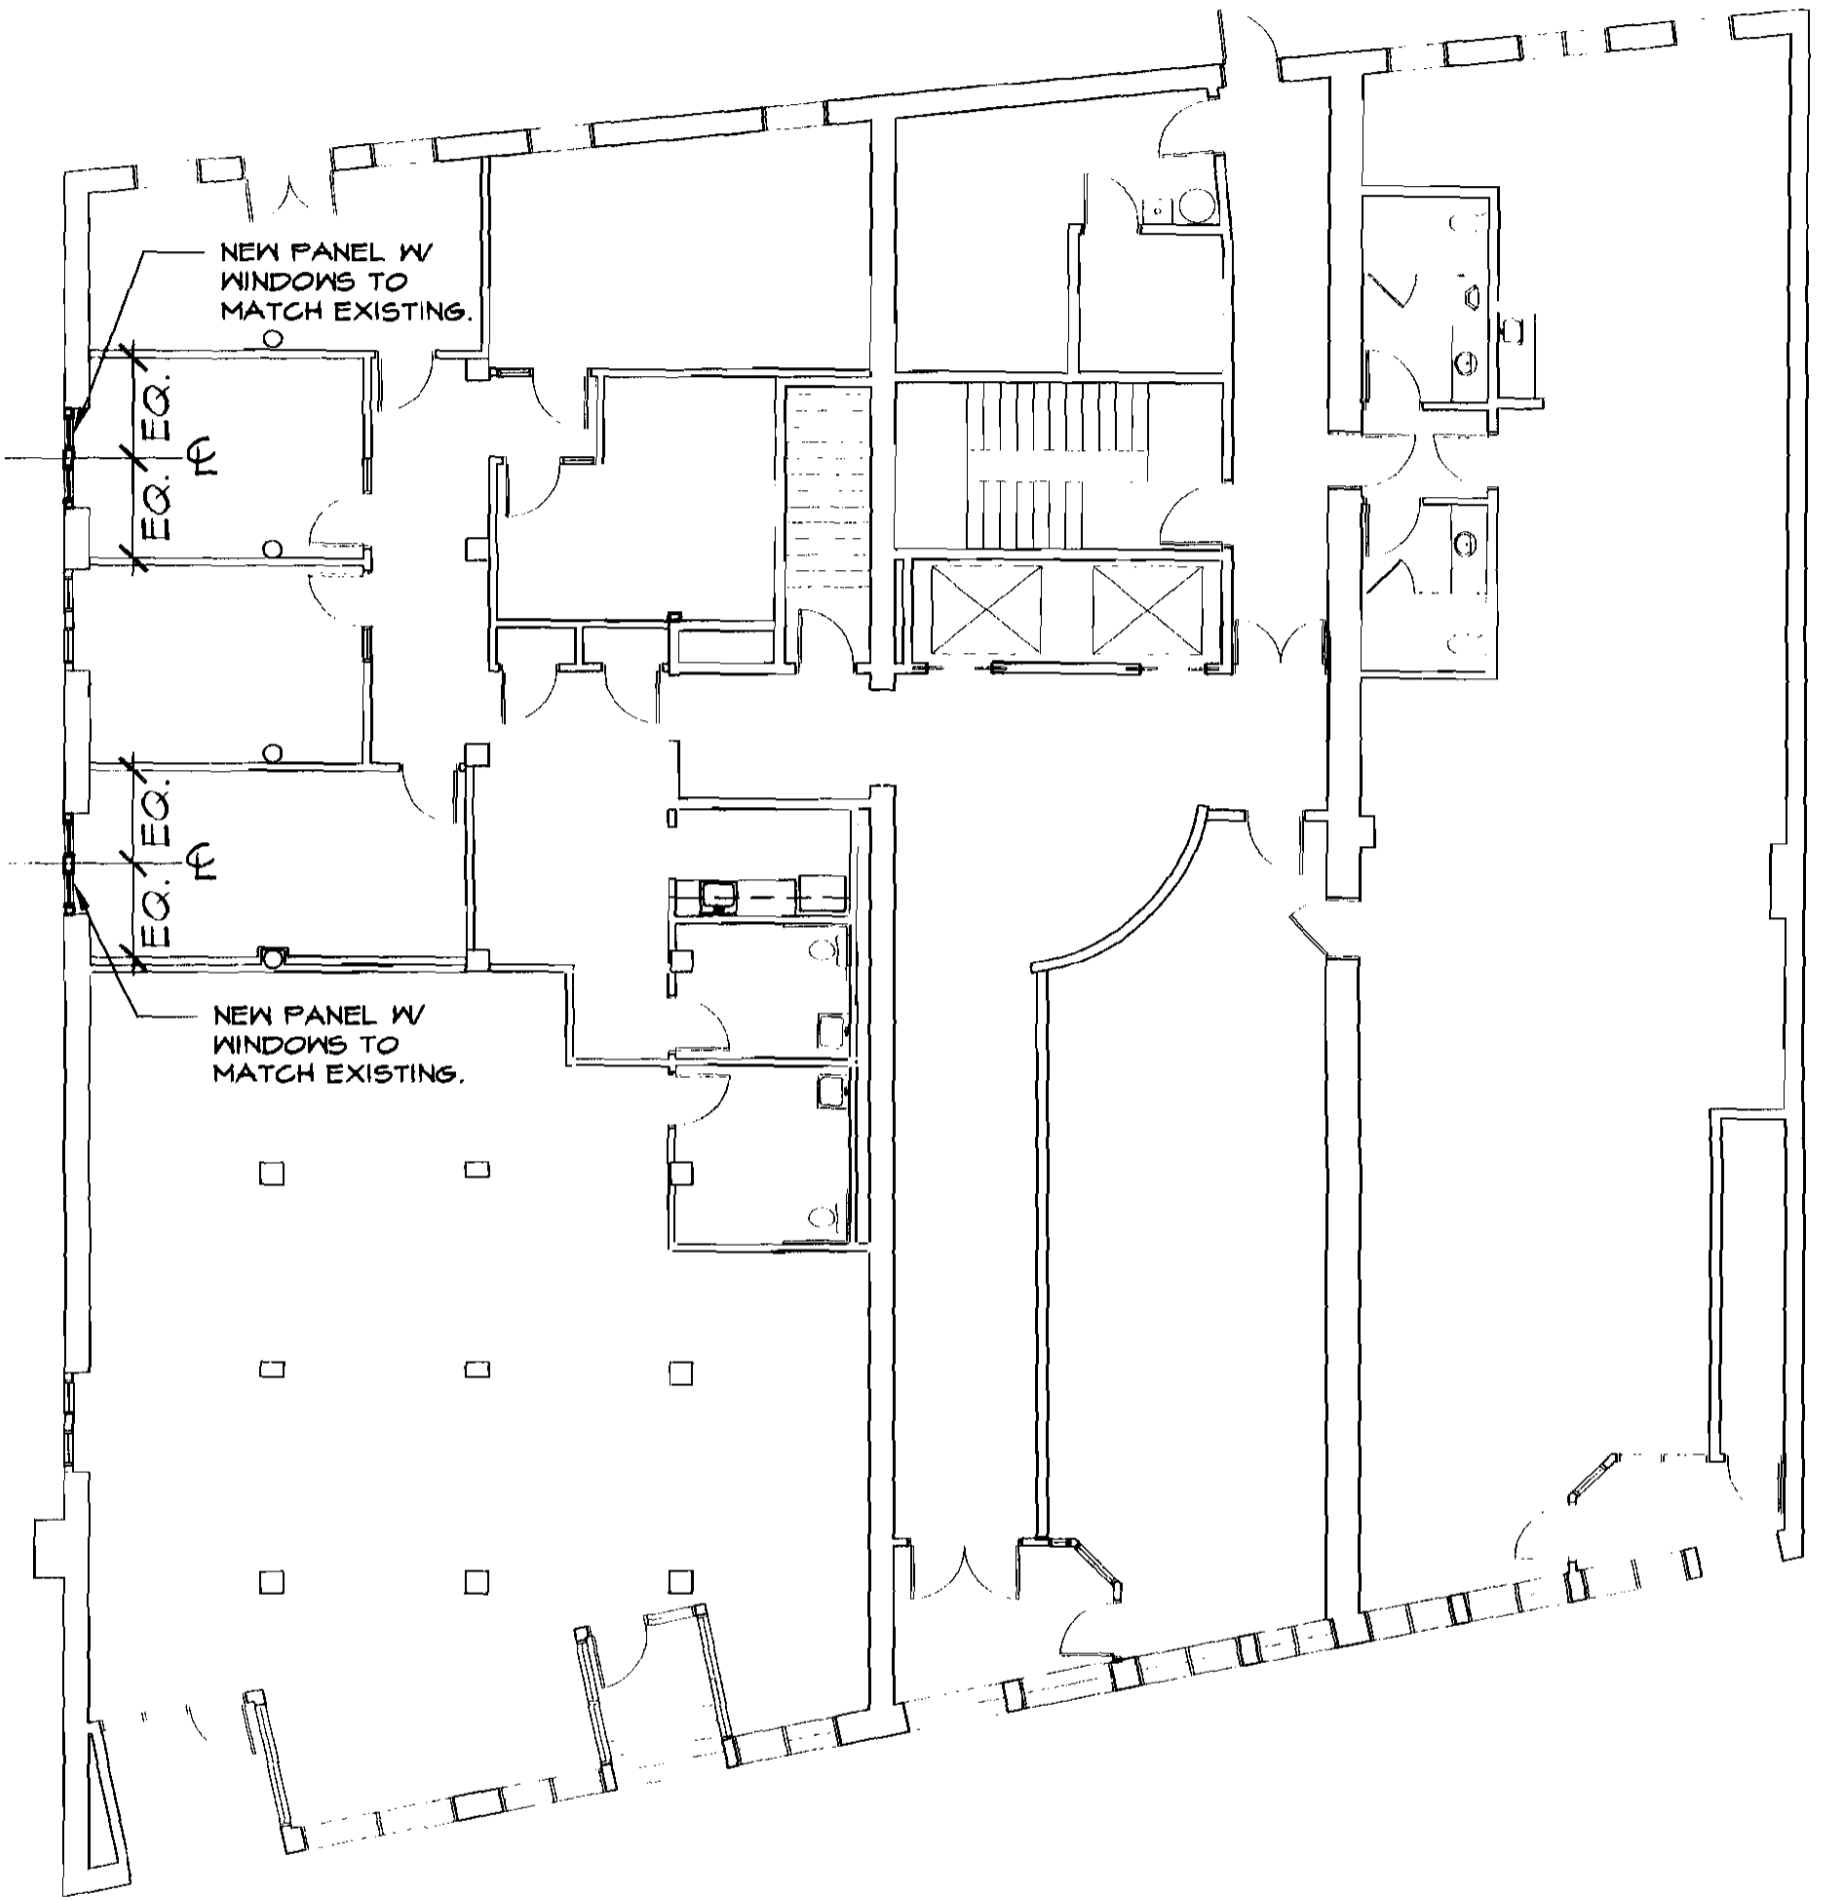 NEW PANEL W/
WINDOWS TO
MATCH EXISTING.
EQ.
EQ.
℄
EQ.
EQ.
℄
NEW PANEL W/
WINDOWS TO
MATCH EXISTING.